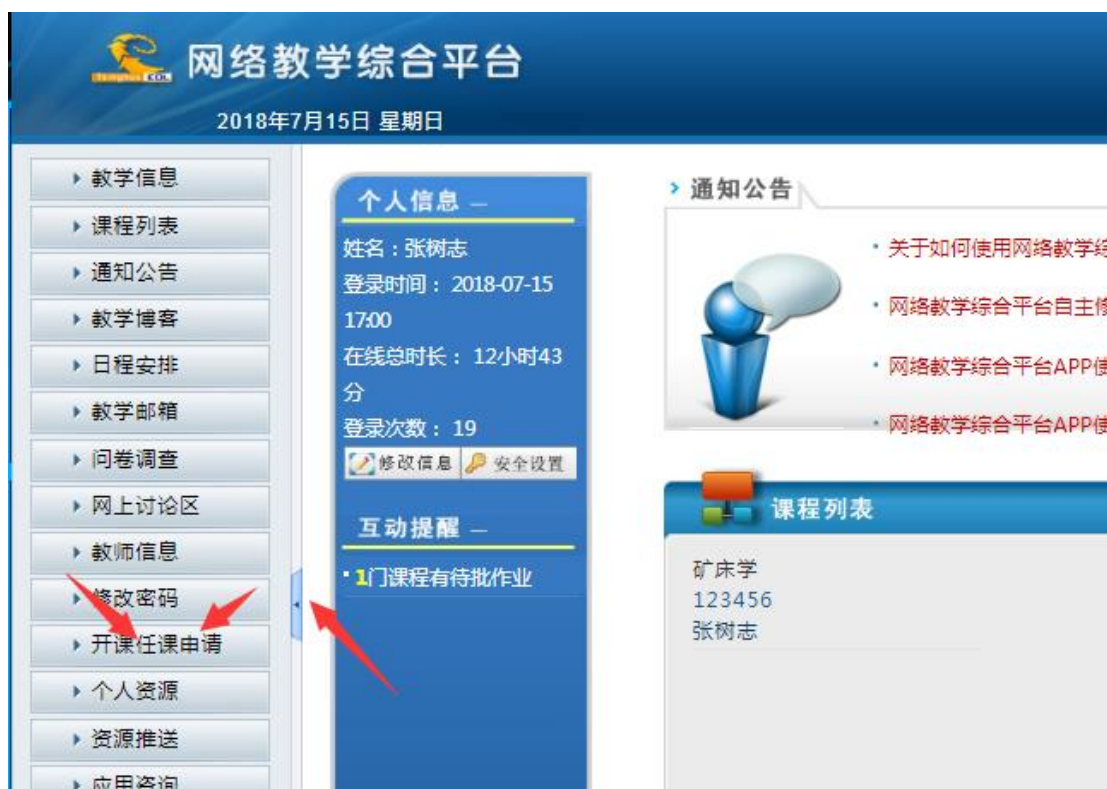 网络教学综合平台
2018年7月15日 星期日
教学信息
课程列表
通知公告
教学博客
日程安排
教学邮箱
问卷调查
网上讨论区
教师信息
修改密码
开课任课申请
个人资源
资源推送
应用咨询
个人信息
姓名：张树志
登录时间： 2018-07-15
17:00
在线总时长： 12小时43
分
登录次数： 19
修改信息 安全设置
互动提醒
1门课程有待批作业
通知公告
关于如何使用网络教学综
网络教学综合平台自主修
网络教学综合平台APP使
网络教学综合平台APP使
课程列表
矿床学
123456
张树志